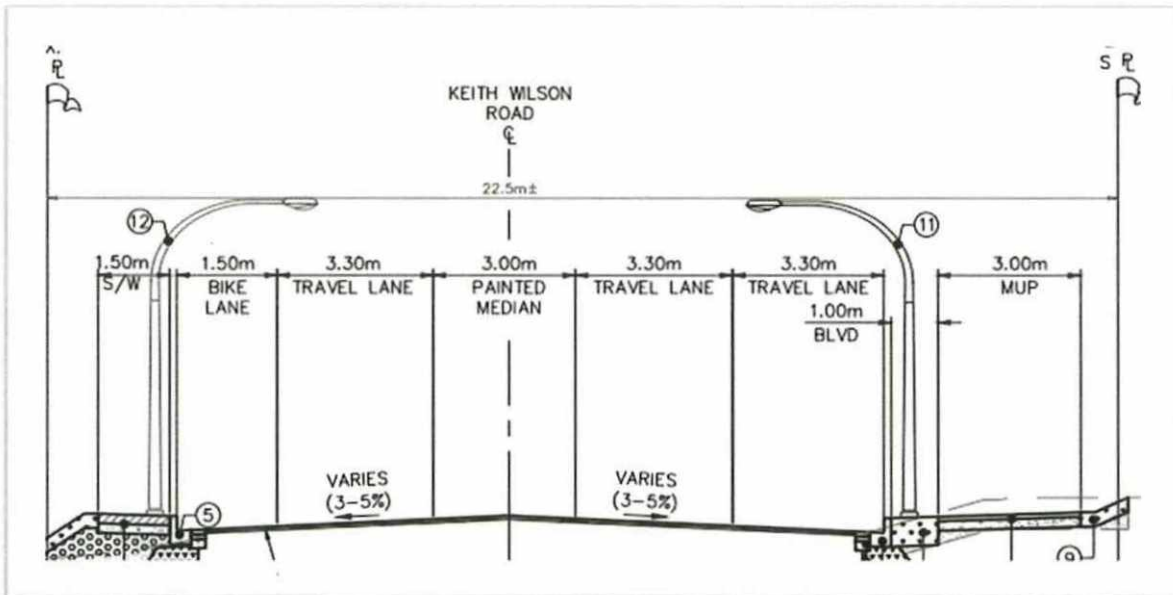 S ⅊
KEITH WILSON
ROAD
℄
22.5m±
12
11
1.50m
S/W
1.50m
BIKE
LANE
3.30m
TRAVEL LANE
3.00m
PAINTED
MEDIAN
3.30m
TRAVEL LANE
3.30m
TRAVEL LANE
3.00m
MUP
1.00m
BLVD
VARIES
(3-5%)
VARIES
(3-5%)
5
9